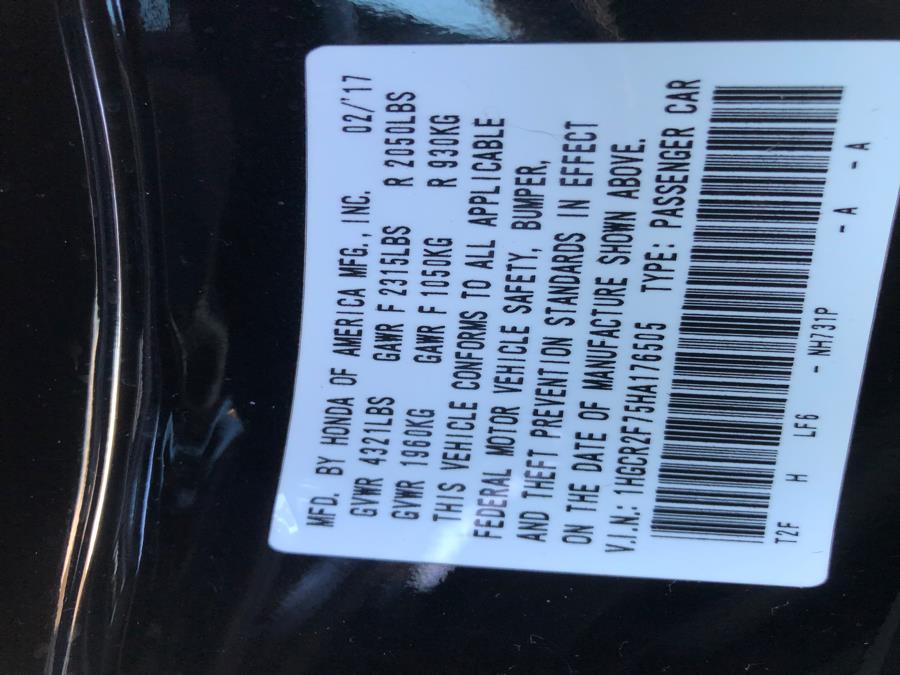 MFD. BY HONDA OF AMERICA MFG., INC. 02/'17
GVWR 4321LBS GAWR F 2315LBS R 2050LBS
GVWR 1960KG GAWR F 1050KG R 930KG
THIS VEHICLE CONFORMS TO ALL APPLICABLE
FEDERAL MOTOR VEHICLE SAFETY, BUMPER,
AND THEFT PREVENTION STANDARDS IN EFFECT
ON THE DATE OF MANUFACTURE SHOWN ABOVE.
V.I.N.: 1HGCR2F75HA176505 TYPE: PASSENGER CAR
T2F H LF6 - NH731P - A - A